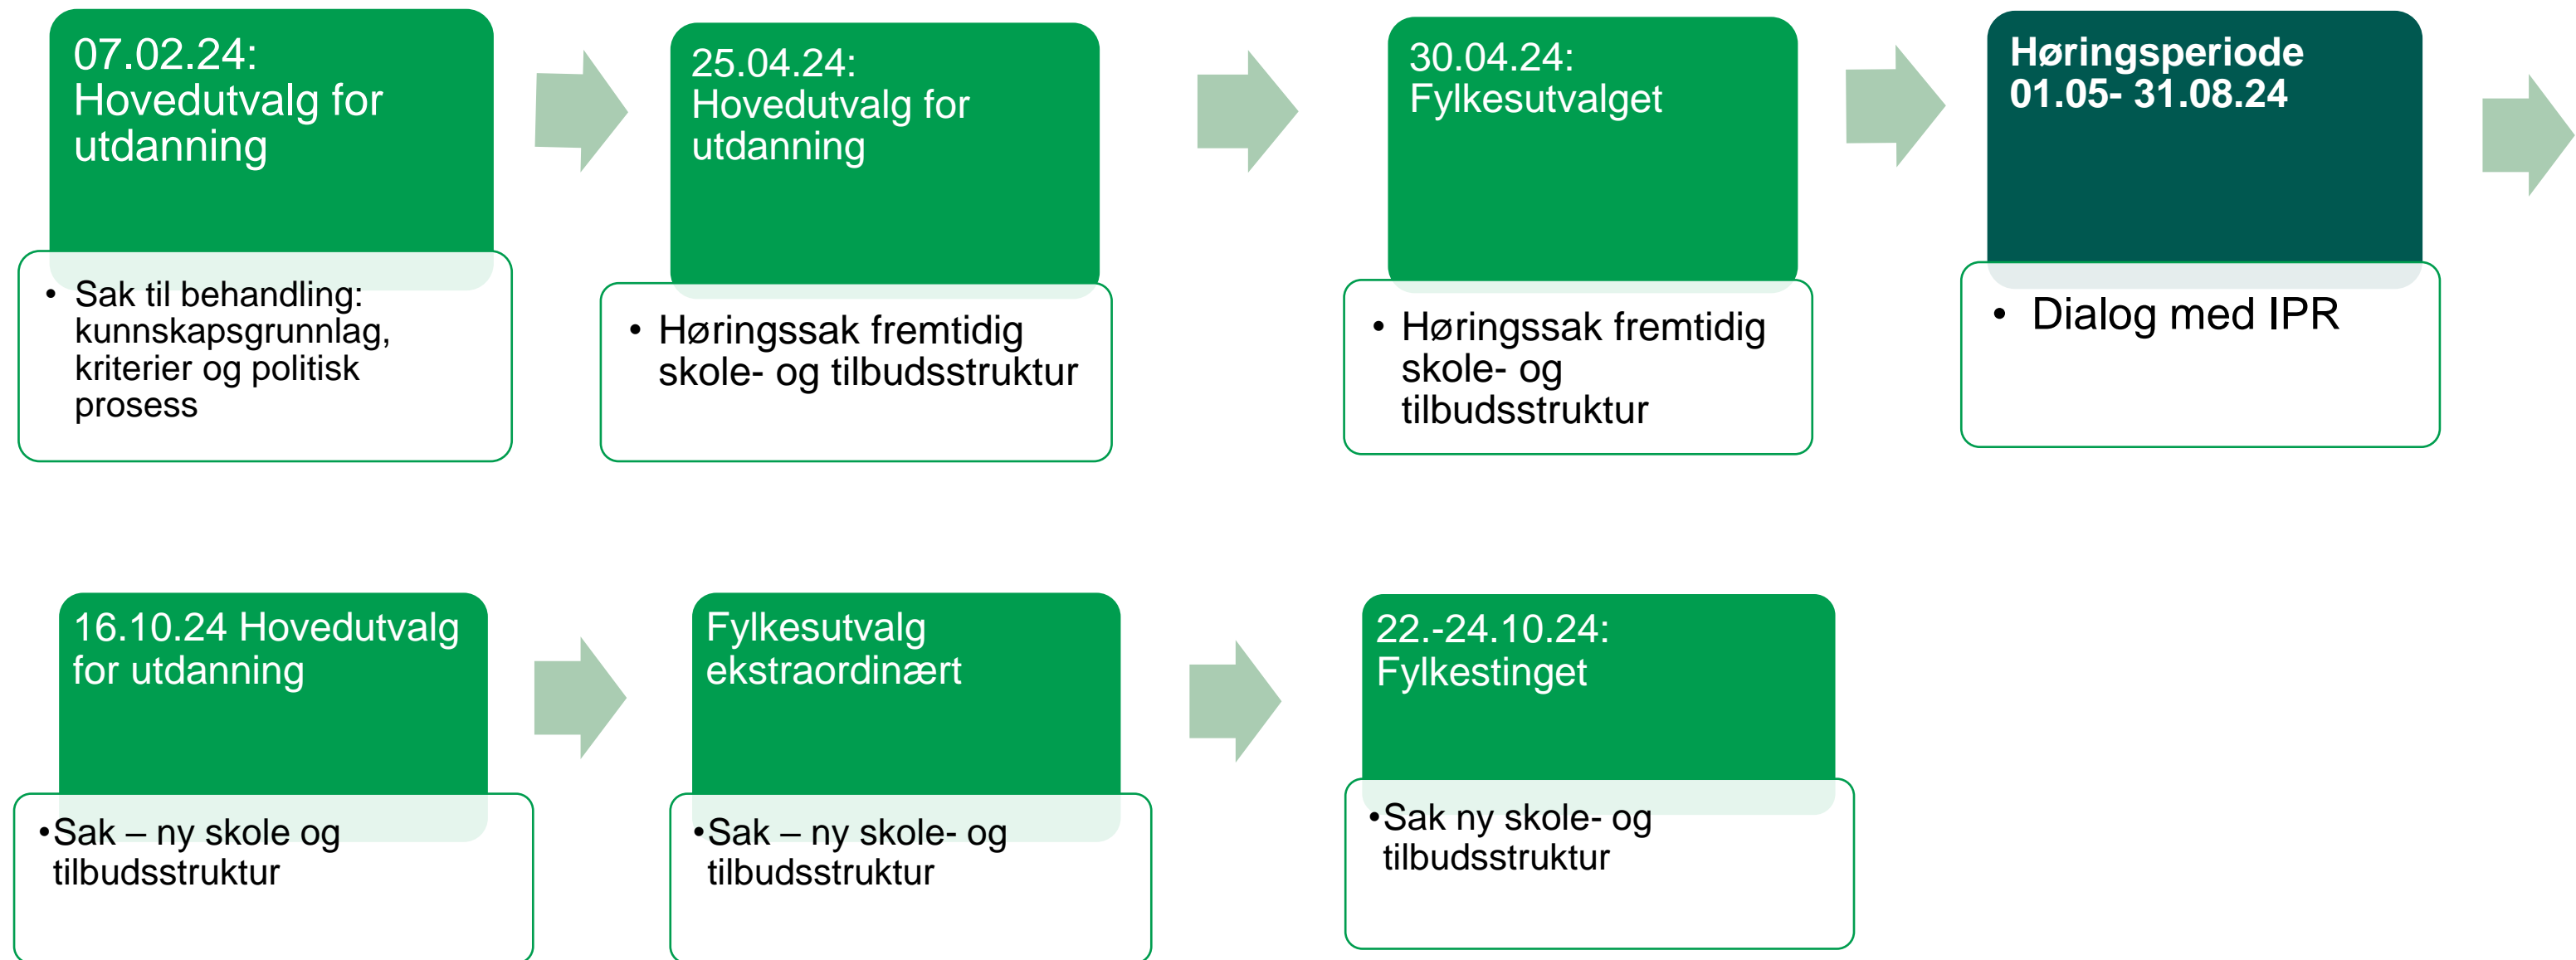 07.02.24:
Hovedutvalg for
utdanning
• Sak til behandling:
kunnskapsgrunnlag,
kriterier og politisk
prosess
25.04.24:
Hovedutvalg for
utdanning
• Høringssak fremtidig
skole- og tilbudsstruktur
30.04.24:
Fylkesutvalget
• Høringssak fremtidig
skole- og
tilbudsstruktur
Høringsperiode
01.05- 31.08.24
• Dialog med IPR
16.10.24 Hovedutvalg
for utdanning
•Sak – ny skole og
tilbudsstruktur
Fylkesutvalg
ekstraordinært
•Sak – ny skole- og
tilbudsstruktur
22.-24.10.24:
Fylkestinget
•Sak ny skole- og
tilbudsstruktur